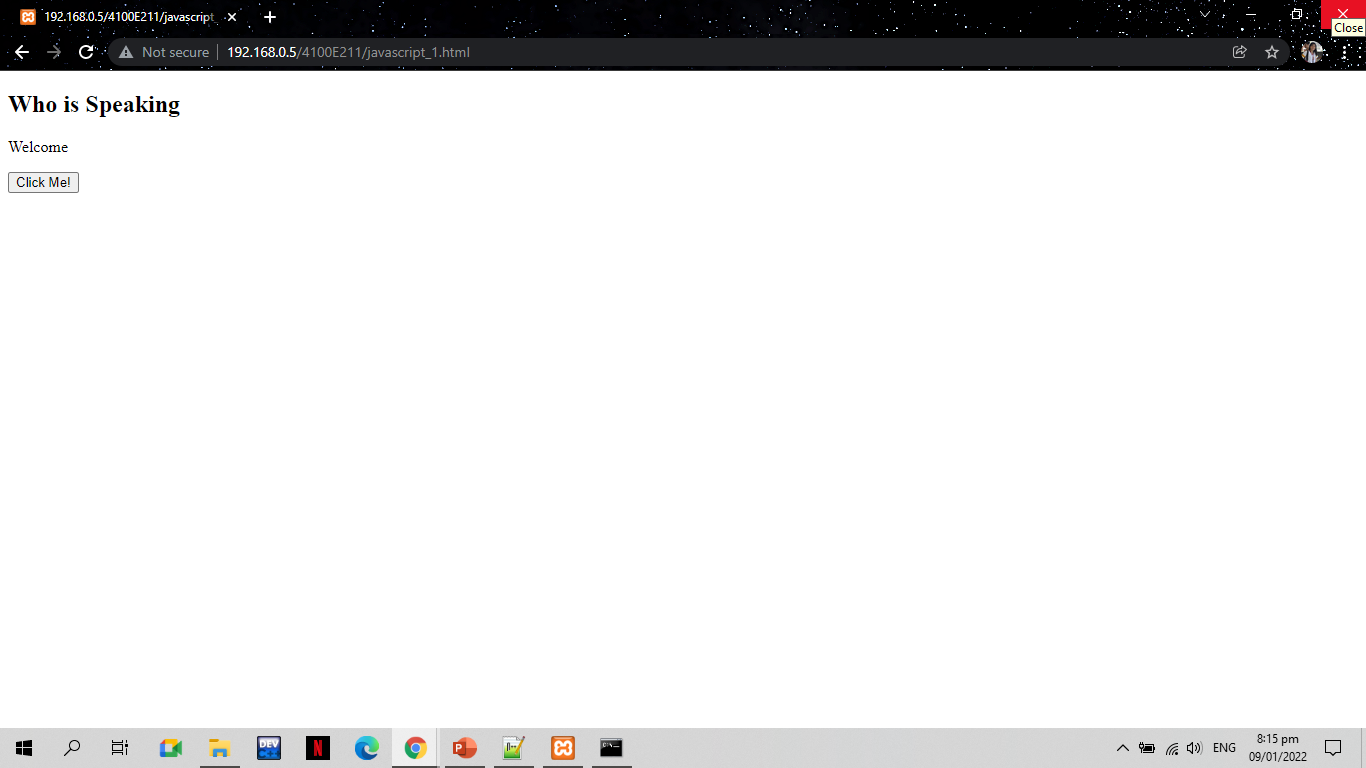 192.168.0.5/4100E211/javascript
Close
Not secure 192.168.0.5/4100E211/javascript_1.html
Who is Speaking
Welcome
Click Me!
DEV
N
P
ENG
8:15 pm
09/01/2022